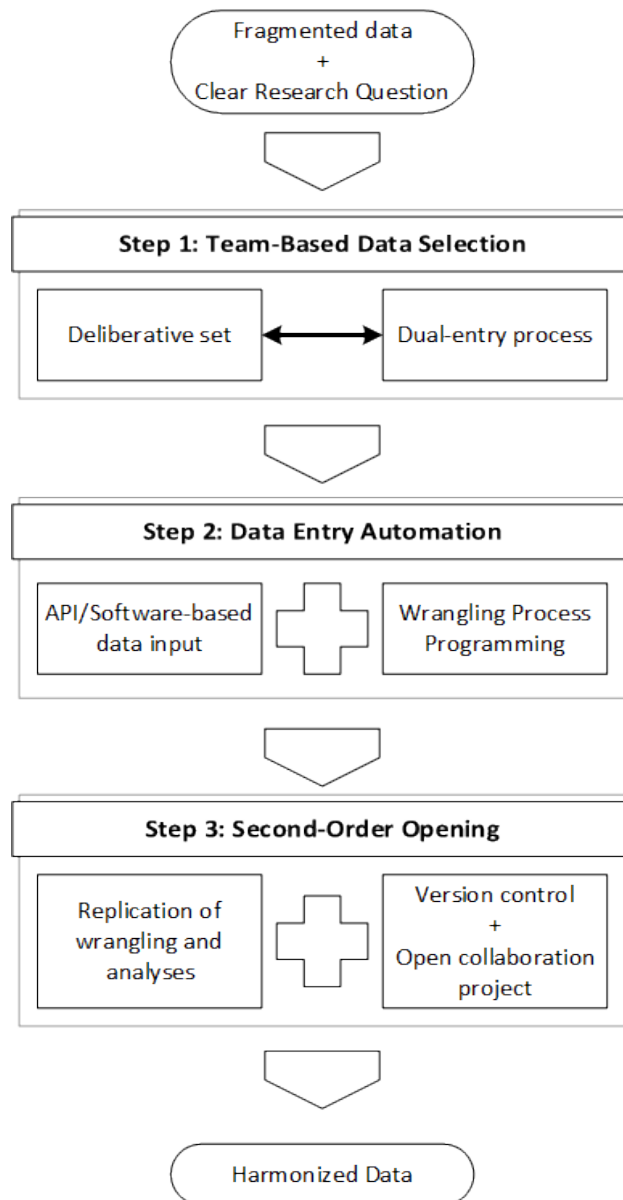 Fragmented data
+
Clear Research Question
Step 1: Team-Based Data Selection
Deliberative set
Dual-entry process
Step 2: Data Entry Automation
API/Software-based
data input
Wrangling Process
Programming
Step 3: Second-Order Opening
Replication of
wrangling and
analyses
Version control
+
Open collaboration
project
Harmonized Data